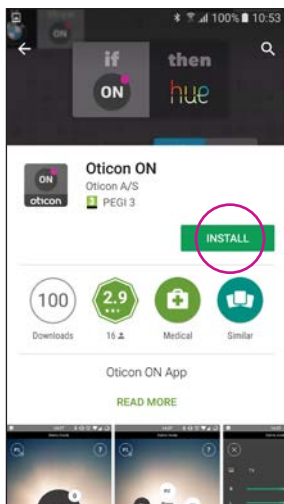 100% 10:53
if then
ON hue
ON
oticon
Oticon ON
Oticon A/S
3 PEGI 3
INSTALL
100 2.9
Downloads 16 Medical Similar
Oticon ON App
READ MORE